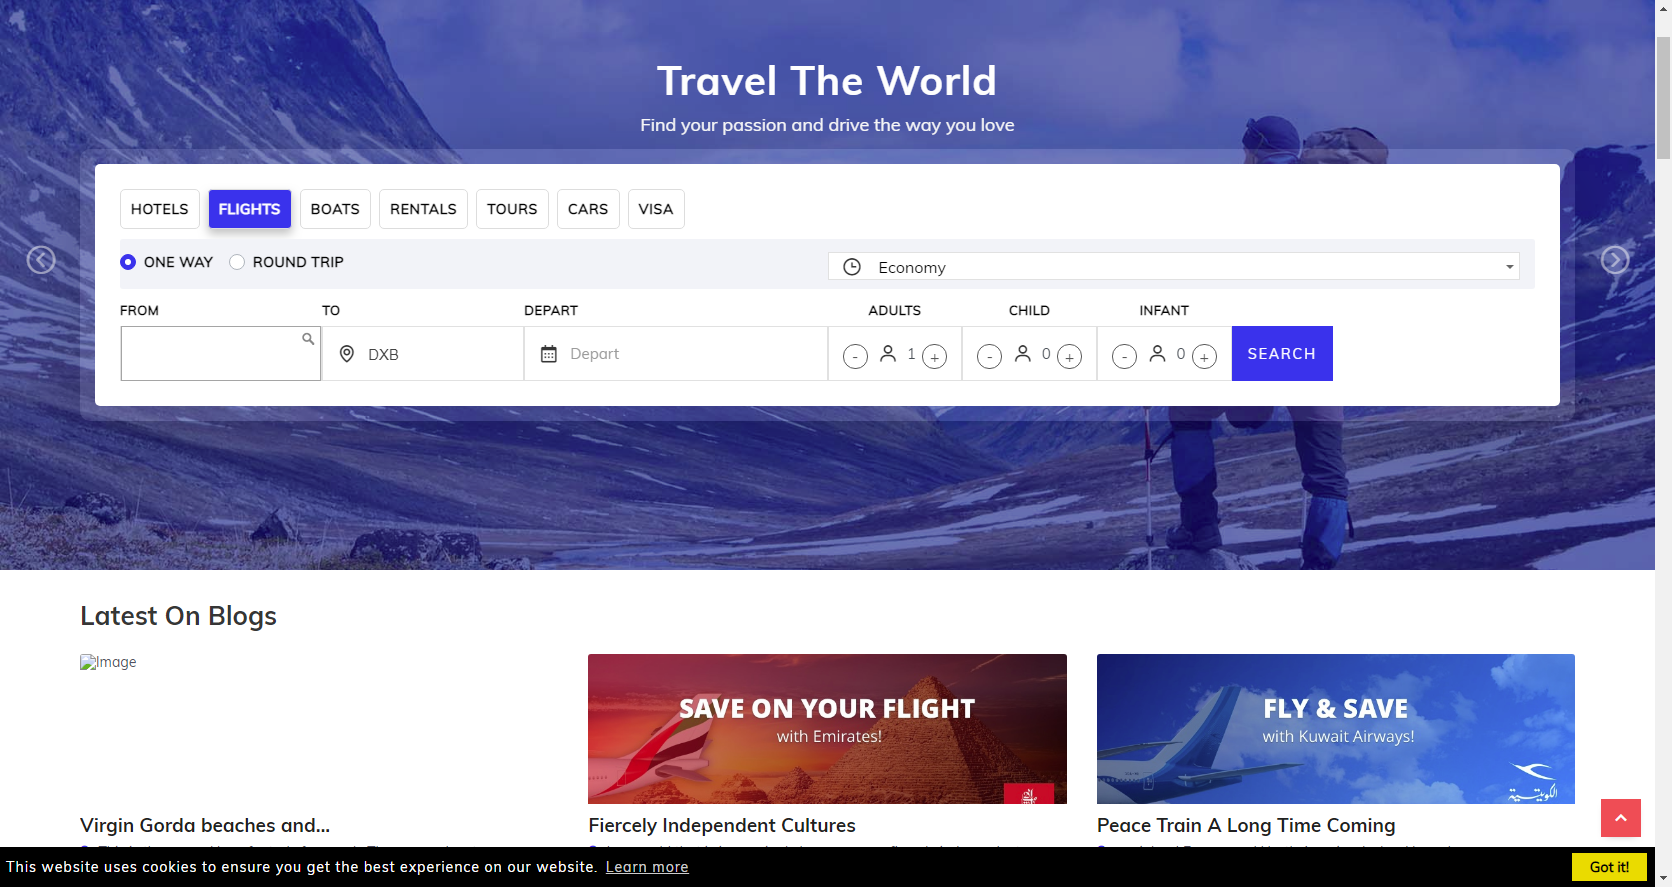 Travel The World
Find your passion and drive the way you love
HOTELS FLIGHTS BOATS RENTALS TOURS CARS VISA
ONE WAY ROUND TRIP Economy
FROM TO DEPART ADULTS CHILD INFANT
DXB Depart - 1 + - 0 + - 0 + SEARCH
Latest On Blogs
Image
SAVE ON YOUR FLIGHT
with Emirates!
FLY & SAVE
with Kuwait Airways!
الكويتية
Virgin Gorda beaches and...
Fiercely Independent Cultures
Peace Train A Long Time Coming
This website uses cookies to ensure you get the best experience on our website. Learn more Got it!